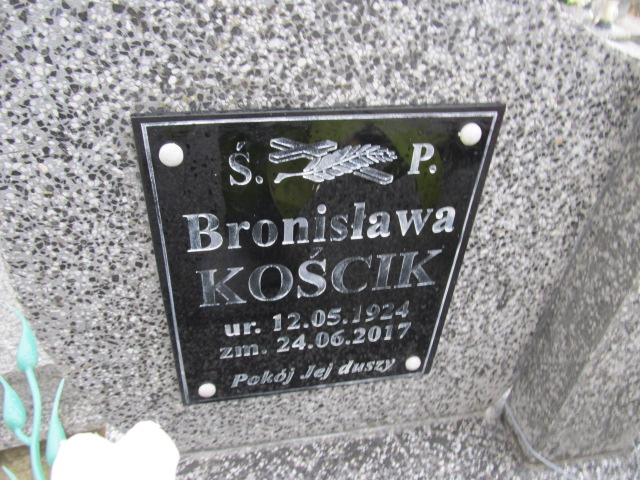 Ś. P.
Bronisława
KOŚCIK
ur. 12.05.1924
zm. 24.06.2017
Pokój Jej duszy